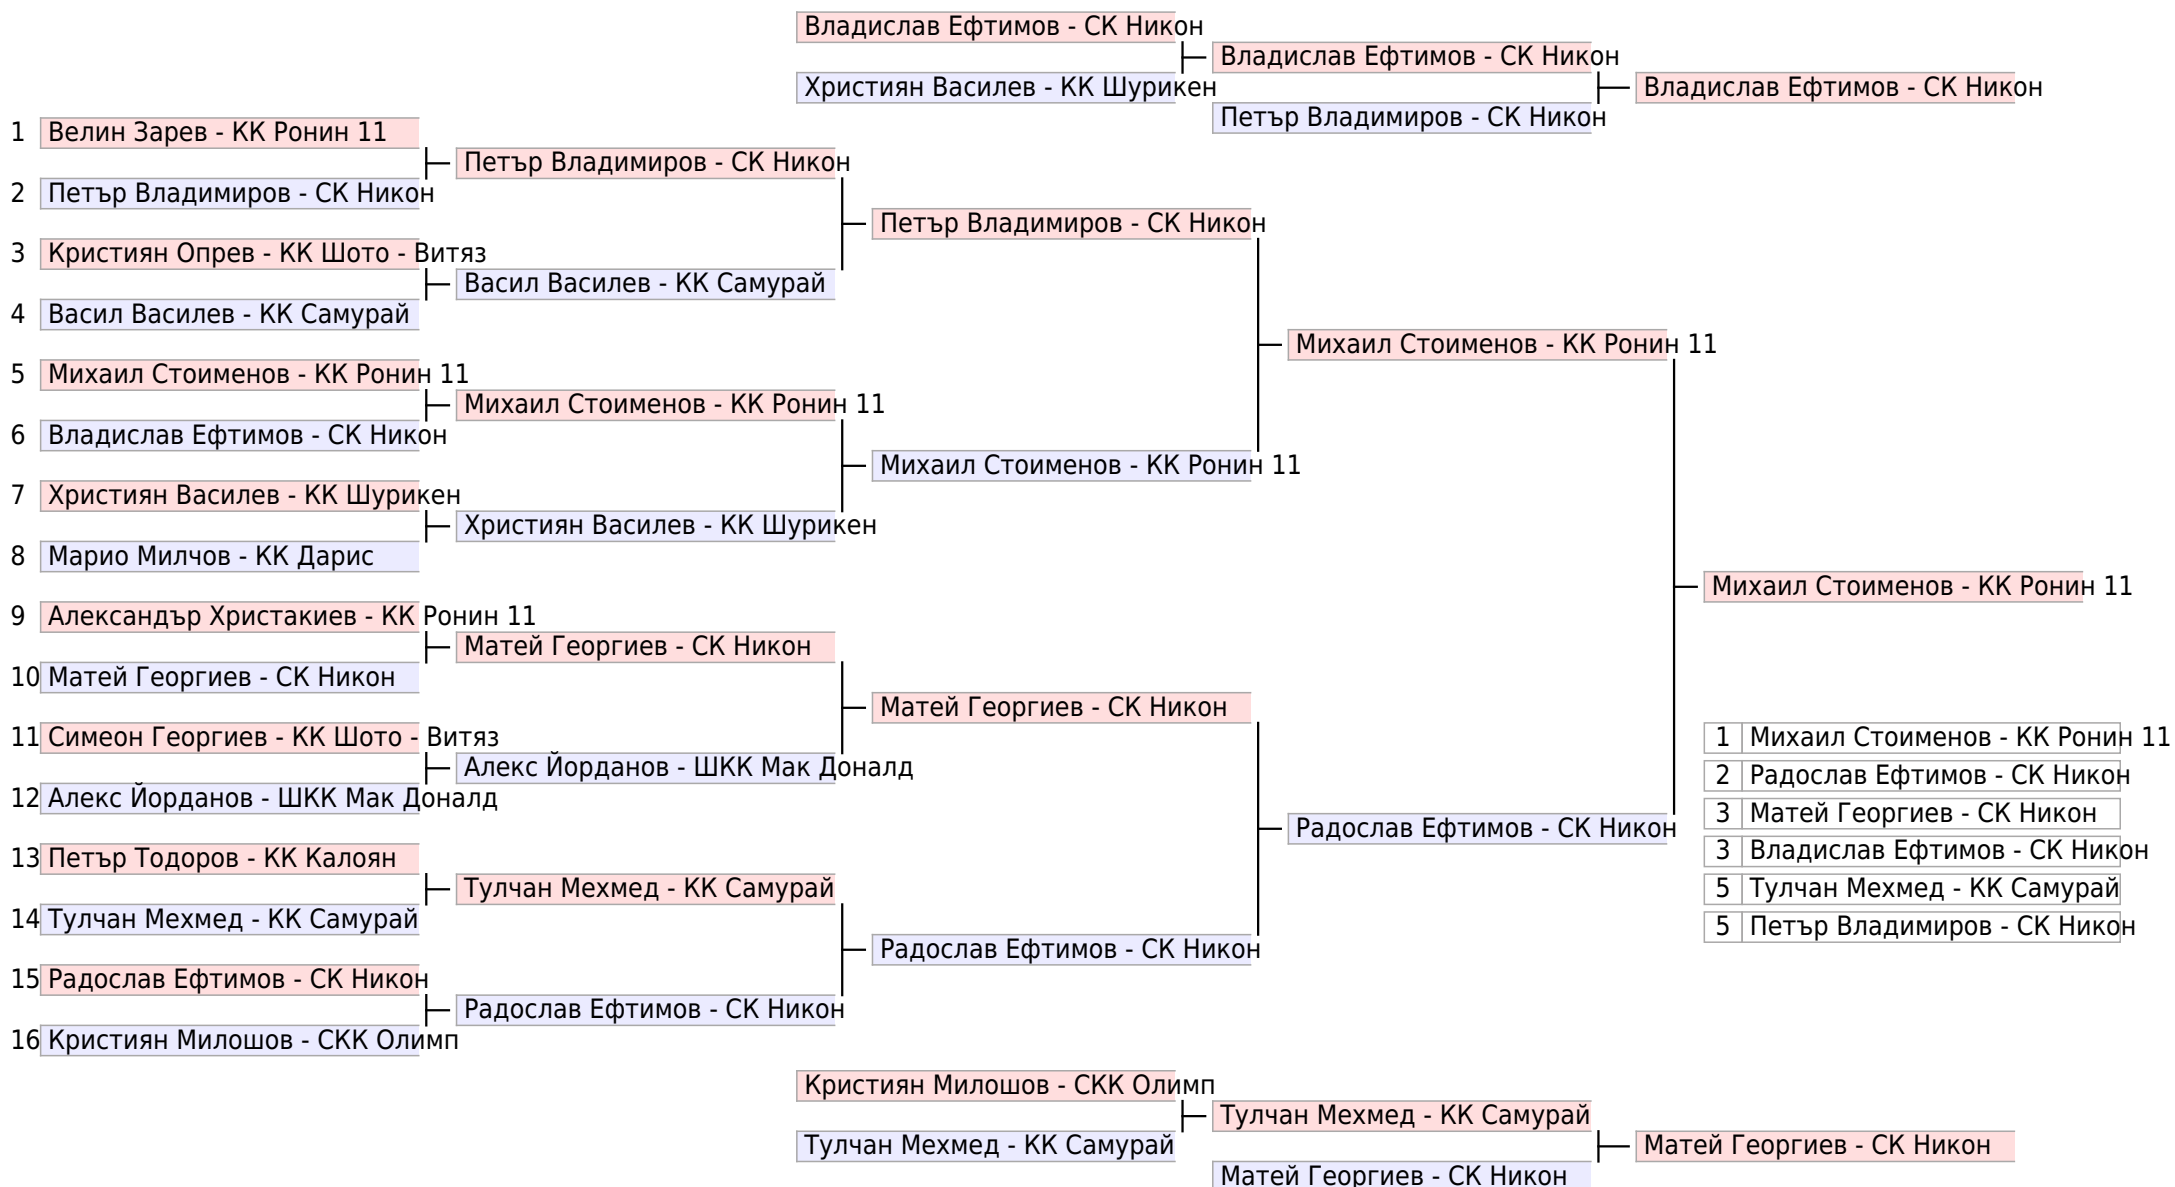 Владислав Ефтимов - СК Никон
Християн Василев - КК Шурикен
Владислав Ефтимов - СК Никон
Петър Владимиров - СК Никон
Владислав Ефтимов - СК Никон
1 Велин Зарев - КК Ронин 11
2 Петър Владимиров - СК Никон
3 Кристиян Опрев - КК Шото - Витяз
4 Васил Василев - КК Самурай
5 Михаил Стоименов - КК Ронин 11
6 Владислав Ефтимов - СК Никон
7 Християн Василев - КК Шурикен
8 Марио Милчов - КК Дарис
9 Александър Христакиев - КК Ронин 11
10 Матей Георгиев - СК Никон
11 Симеон Георгиев - КК Шото - Витяз
12 Алекс Йорданов - ШКК Мак Доналд
13 Петър Тодоров - КК Калоян
14 Тулчан Мехмед - КК Самурай
15 Радослав Ефтимов - СК Никон
16 Кристиян Милошов - СКК Олимп
Петър Владимиров - СК Никон
Васил Василев - КК Самурай
Михаил Стоименов - КК Ронин 11
Християн Василев - КК Шурикен
Матей Георгиев - СК Никон
Алекс Йорданов - ШКК Мак Доналд
Тулчан Мехмед - КК Самурай
Радослав Ефтимов - СК Никон
Петър Владимиров - СК Никон
Михаил Стоименов - КК Ронин 11
Матей Георгиев - СК Никон
Радослав Ефтимов - СК Никон
Михаил Стоименов - КК Ронин 11
Радослав Ефтимов - СК Никон
Михаил Стоименов - КК Ронин 11
1 Михаил Стоименов - КК Ронин 11
2 Радослав Ефтимов - СК Никон
3 Матей Георгиев - СК Никон
3 Владислав Ефтимов - СК Никон
5 Тулчан Мехмед - КК Самурай
5 Петър Владимиров - СК Никон
Кристиян Милошов - СКК Олимп
Тулчан Мехмед - КК Самурай
Тулчан Мехмед - КК Самурай
Матей Георгиев - СК Никон
Матей Георгиев - СК Никон